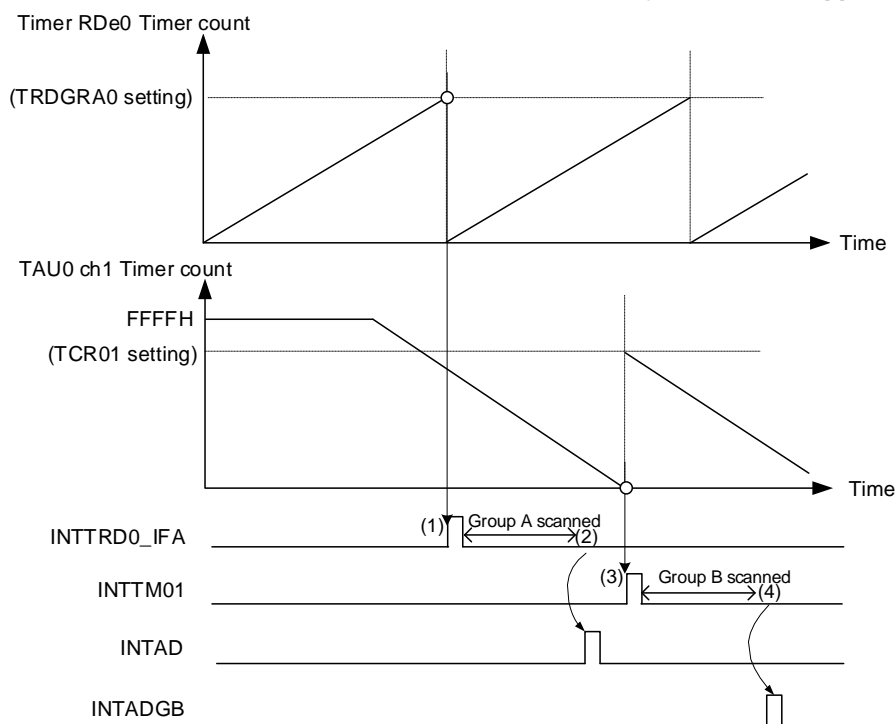 Timer RDe0 Timer count
(TRDGRA0 setting)
Time
TAU0 ch1 Timer count
FFFFH
(TCR01 setting)
Time
INTTRD0_IFA
(1)
Group A scanned
(2)
INTTM01
(3)
Group B scanned
(4)
INTAD
INTADGB